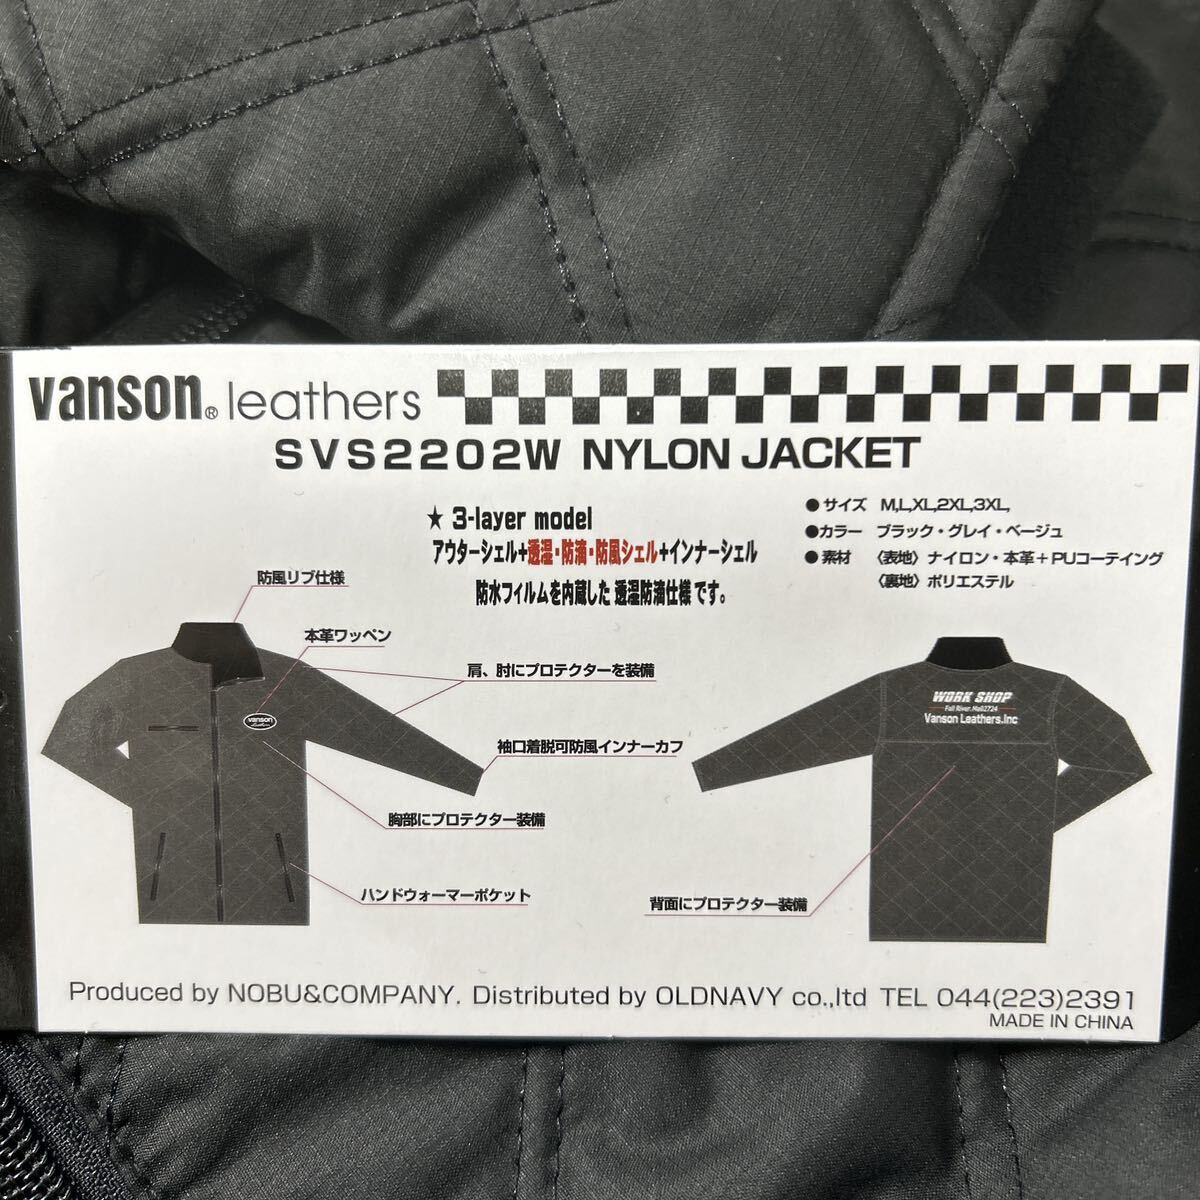 vanson® leathers
SVS2202W NYLON JACKET
★ 3-layer model
アウターシェル+透湿・防滴・防風シェル+インナーシェル
防水フィルムを内蔵した 透湿防滴仕様 です。
●サイズ M,L,XL,2XL,3XL,
●カラー ブラック・グレイ・ベージュ
●素材 〈表地〉ナイロン・本革+PUコーテイング
〈裏地〉ポリエステル
防風リブ仕様
本革ワッペン
肩、肘にプロテクターを装備
袖口着脱可防風インナーカフ
胸部にプロテクター装備
ハンドウォーマーポケット
vanson
WORK SHOP
Fall River.Ma02724
Vanson Leathers.Inc
背面にプロテクター装備
Produced by NOBU&COMPANY. Distributed by OLDNAVY co.,ltd TEL 044(223)2391
MADE IN CHINA